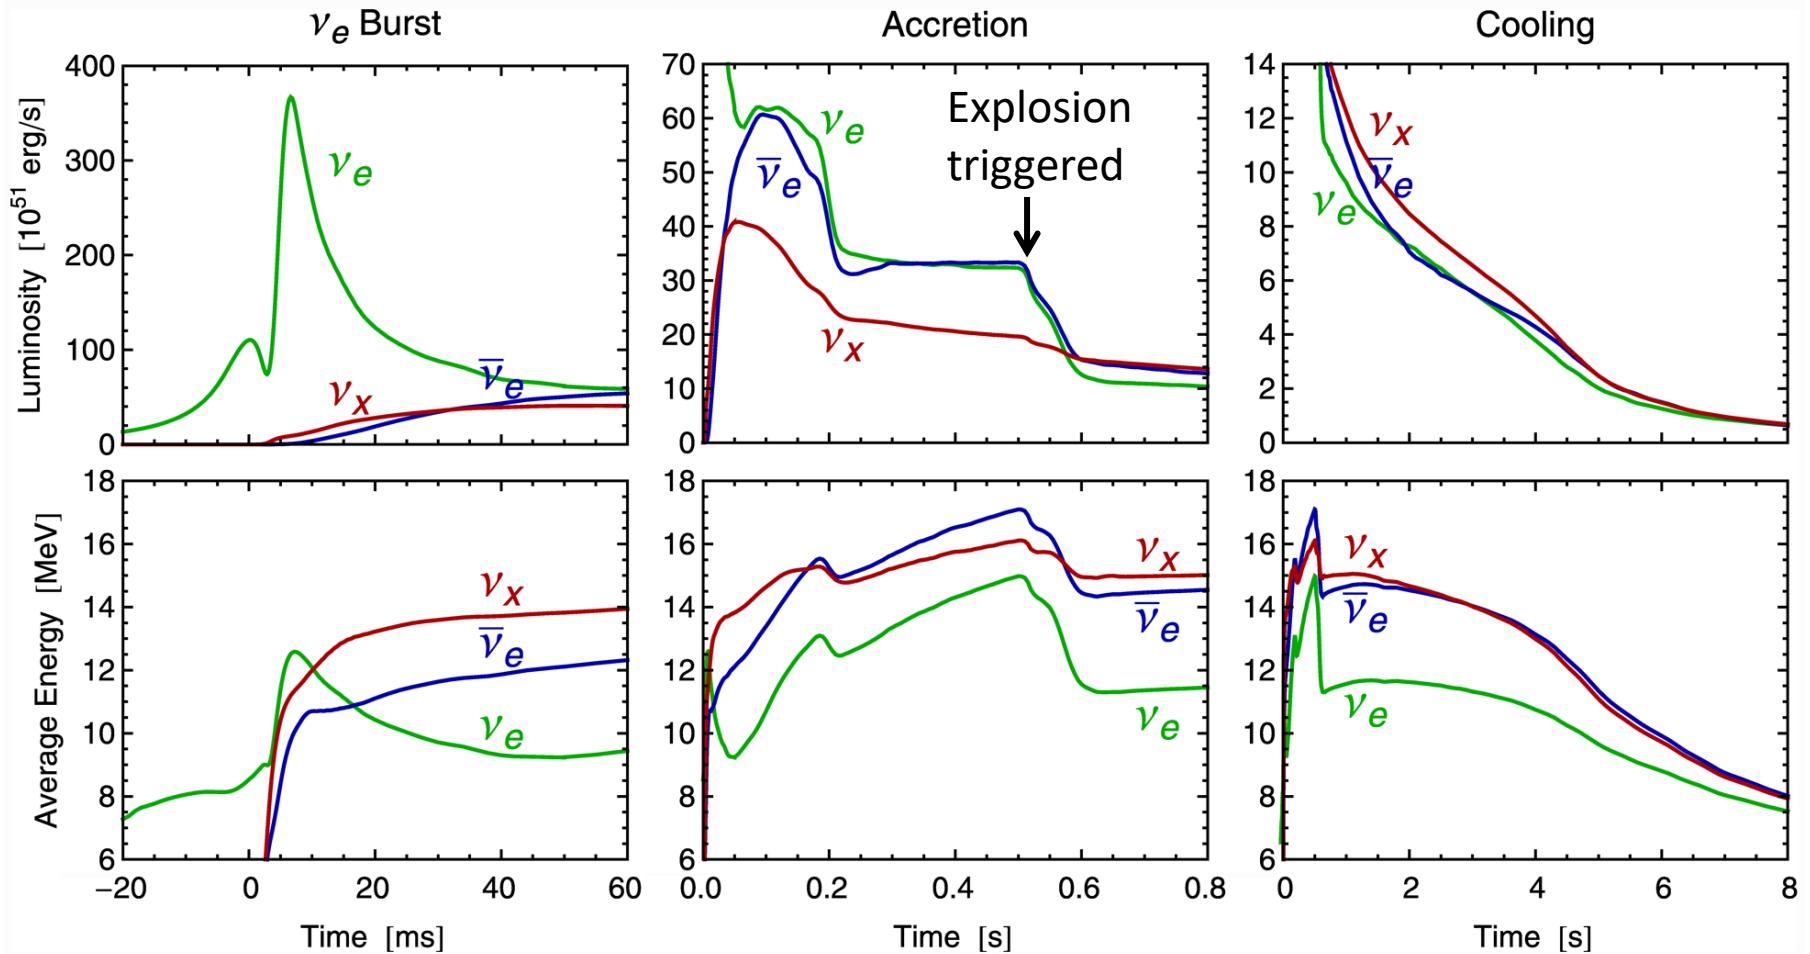 νe Burst
Accretion
Cooling
Luminosity [10^51 erg/s]
400
300
200
100
0
νe
ν̅e
νx
70
60
50
40
30
20
10
0
νe
ν̅e
νx
Explosion
triggered
14
12
10
8
6
4
2
0
νx
ν̅e
νe
Average Energy [MeV]
18
16
14
12
10
8
6
νx
ν̅e
νe
−20
0
20
40
60
Time [ms]
νx
ν̅e
νe
18
16
14
12
10
8
6
0.0
0.2
0.4
0.6
0.8
Time [s]
18
16
14
12
10
8
6
νx
ν̅e
νe
0
2
4
6
8
Time [s]